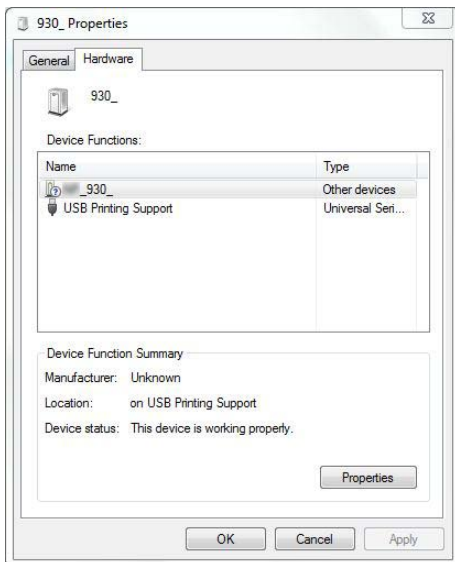 930_ Properties
General Hardware
930_
Device Functions:
Name Type
_930_ Other devices
USB Printing Support Universal Seri...
Device Function Summary
Manufacturer: Unknown
Location: on USB Printing Support
Device status: This device is working properly.
Properties
OK Cancel Apply